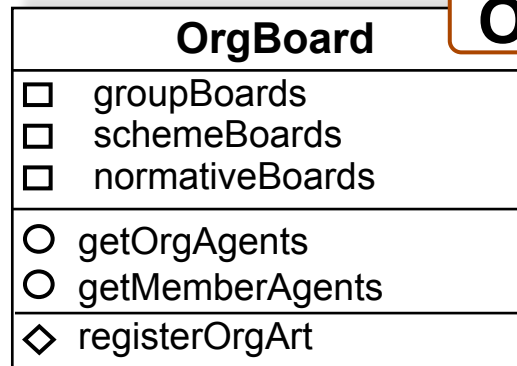 OrgBoard
groupBoards
schemeBoards
normativeBoards
getOrgAgents
getMemberAgents
registerOrgArt